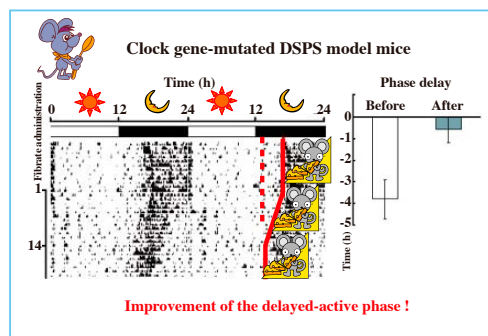 Clock gene-mutated DSPS model mice
Time (h)
0 12 24 12 24
Fibrate administration
1
14
Phase delay
Before After
0
-1
-2
-3
-4
-5
Time (h)
Improvement of the delayed-active phase !